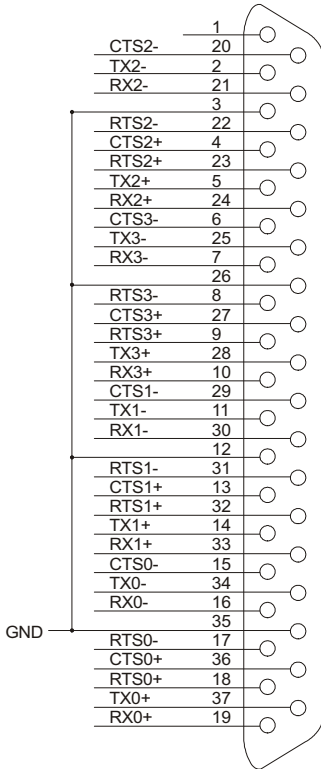 1
CTS2- 20
TX2- 2
RX2- 21
3
RTS2- 22
CTS2+ 4
RTS2+ 23
TX2+ 5
RX2+ 24
CTS3- 6
TX3- 25
RX3- 7
26
RTS3- 8
CTS3+ 27
RTS3+ 9
TX3+ 28
RX3+ 10
CTS1- 29
TX1- 11
RX1- 30
12
RTS1- 31
CTS1+ 13
RTS1+ 32
TX1+ 14
RX1+ 33
CTS0- 15
TX0- 34
RX0- 16
35
GND
RTS0- 17
CTS0+ 36
RTS0+ 18
TX0+ 37
RX0+ 19